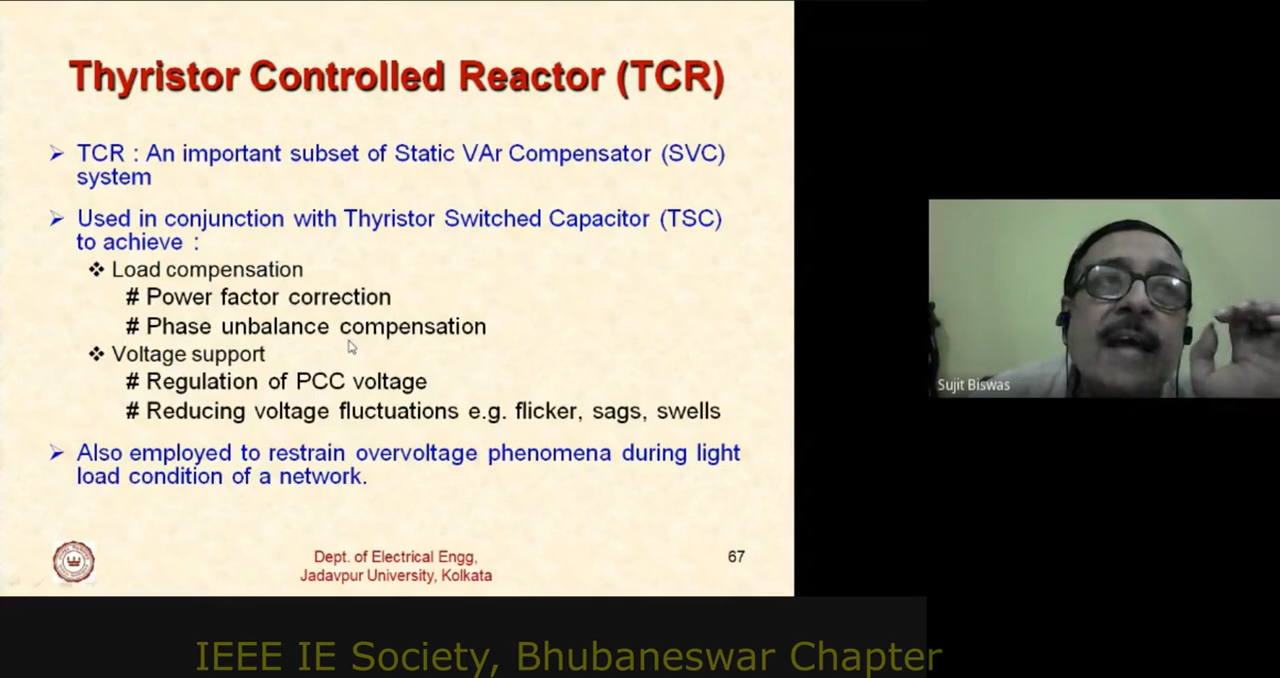 Thyristor Controlled Reactor (TCR)
➢ TCR : An important subset of Static VAr Compensator (SVC)
system
➢ Used in conjunction with Thyristor Switched Capacitor (TSC)
to achieve :
❖ Load compensation
# Power factor correction
# Phase unbalance compensation
❖ Voltage support
# Regulation of PCC voltage
# Reducing voltage fluctuations e.g. flicker, sags, swells
➢ Also employed to restrain overvoltage phenomena during light
load condition of a network.
Dept. of Electrical Engg,
Jadavpur University, Kolkata
67
Sujit Biswas
IEEE IE Society, Bhubaneswar Chapter